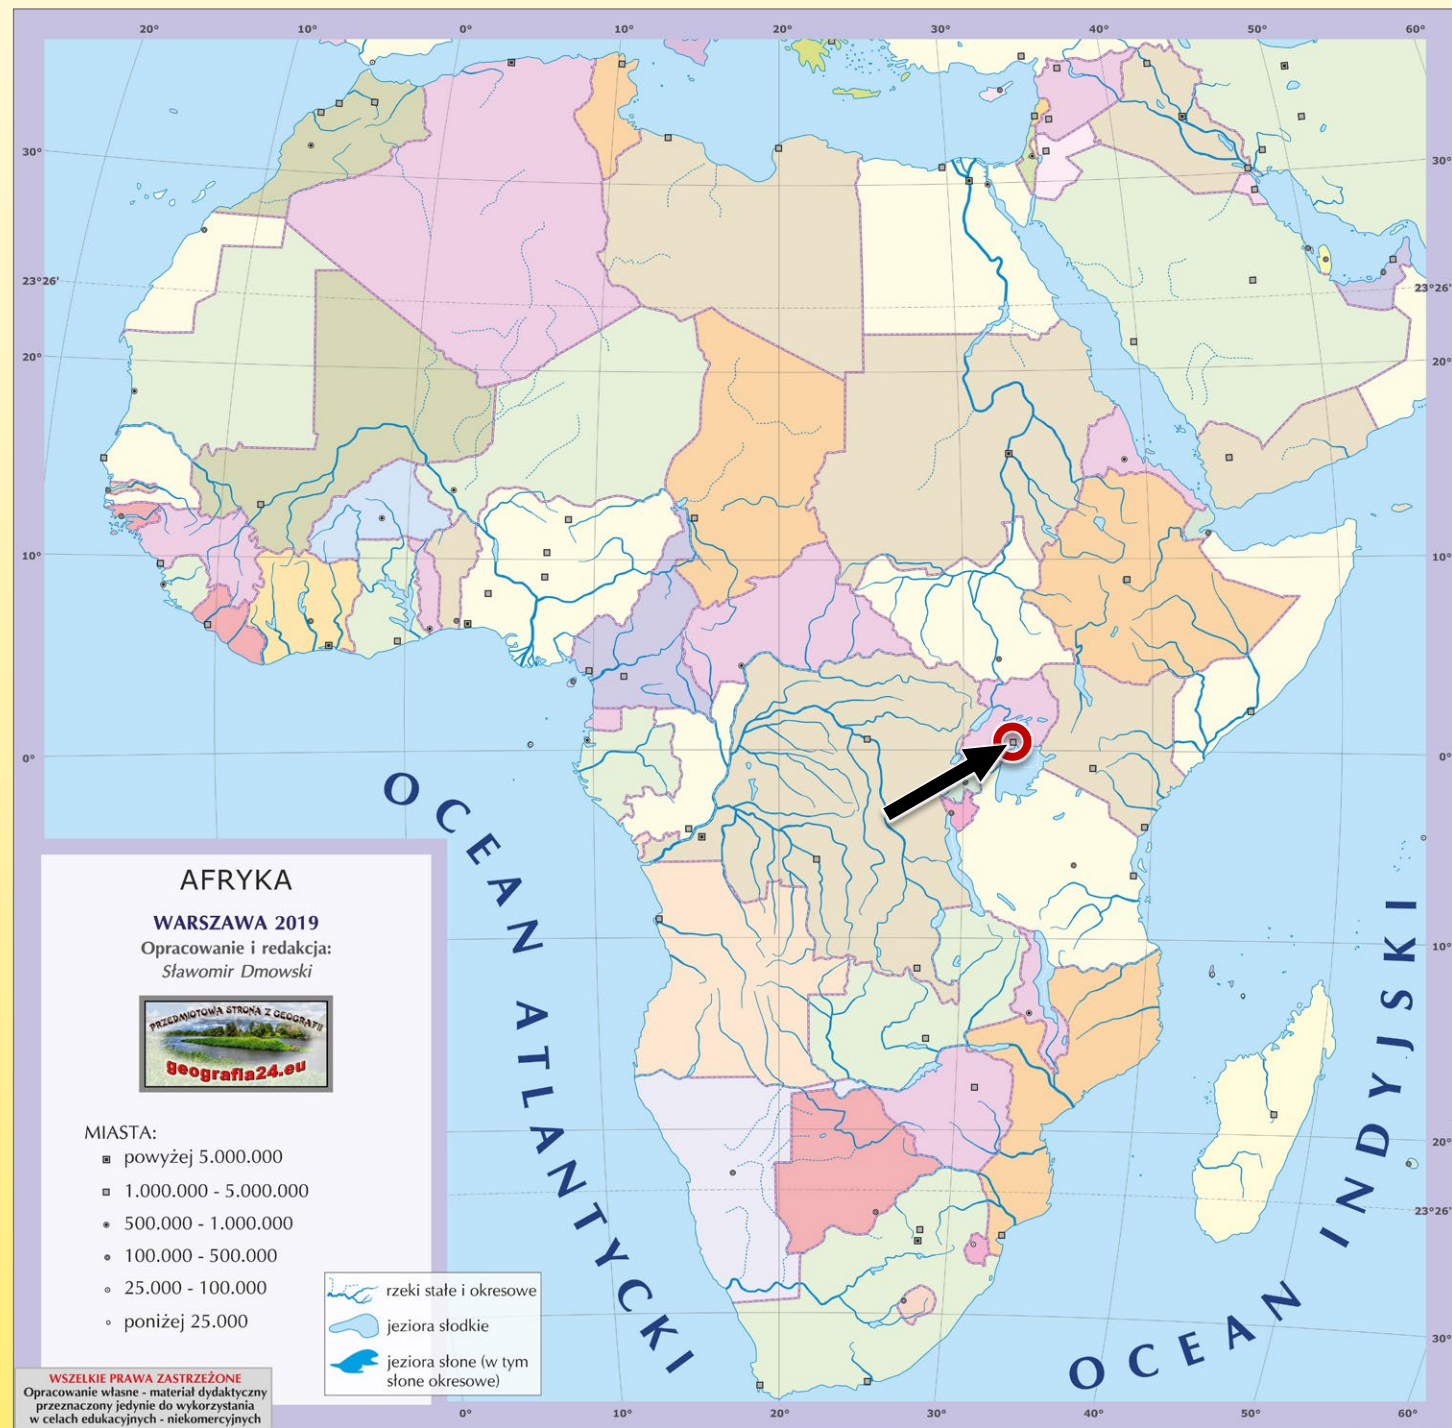 20° 10° 0° 10° 20° 30° 40° 50° 60°
30° 30°
23°26' 23°26'
20° 20°
10° 10°
0° 0°
OCEAN ATLANTYCKI
OCEAN INDYJSKI
10°
20°
23°26'
30°
AFRYKA
WARSZAWA 2019
Opracowanie i redakcja:
Sławomir Dmowski
PRZEDMIOTOWA STRONA Z GEOGRAFII
geografia24.eu
MIASTA:
powyżej 5.000.000
1.000.000 - 5.000.000
500.000 - 1.000.000
100.000 - 500.000
25.000 - 100.000
poniżej 25.000
rzeki stałe i okresowe
jeziora słodkie
jeziora słone (w tym
słone okresowe)
WSZELKIE PRAWA ZASTRZEŻONE
Opracowanie własne - materiał dydaktyczny
przeznaczony jedynie do wykorzystania
w celach edukacyjnych - niekomercyjnych
0° 10° 20° 30° 40° 50° 60°